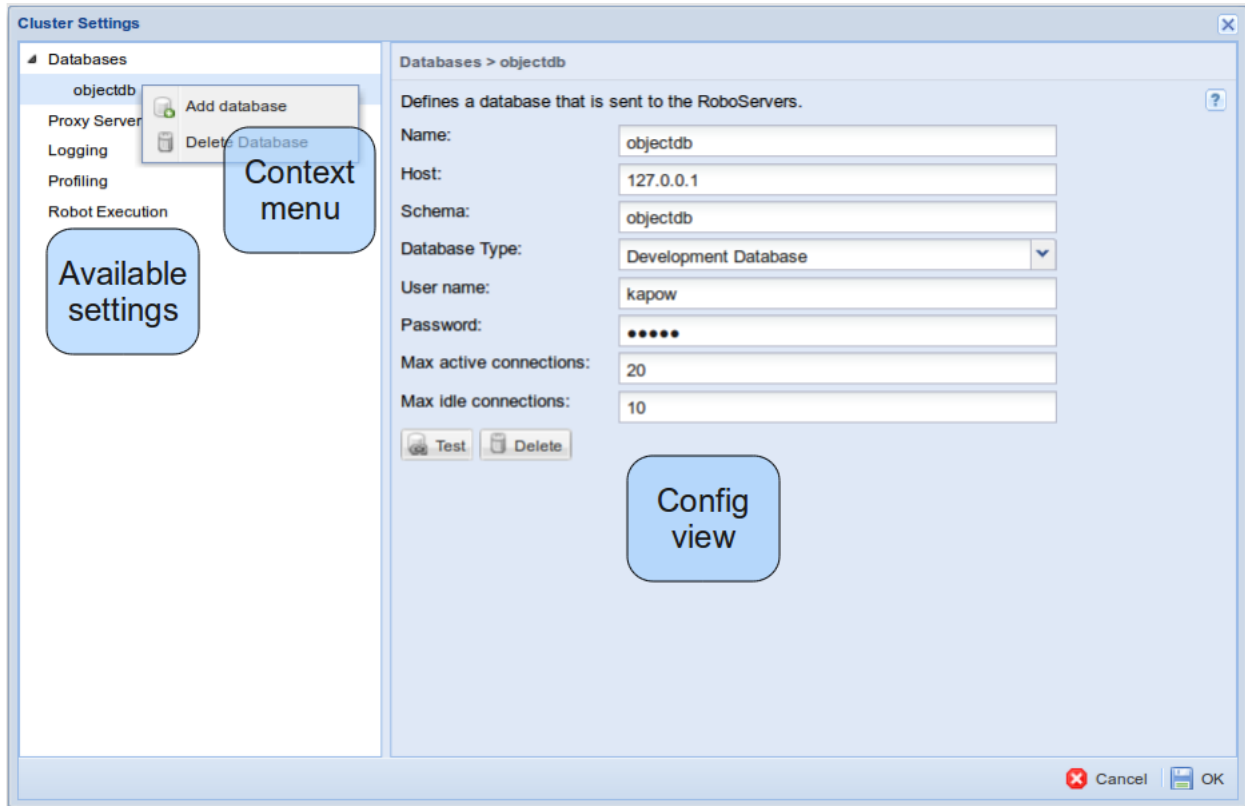 Cluster Settings
Databases
objectdb
Add database
Delete Database
Proxy Server
Logging
Profiling
Robot Execution
Context
menu
Available
settings
Databases > objectdb
Defines a database that is sent to the RoboServers.
?
Name: objectdb
Host: 127.0.0.1
Schema: objectdb
Database Type: Development Database
User name: kapow
Password: ●●●●●
Max active connections: 20
Max idle connections: 10
Test Delete
Config
view
Cancel OK